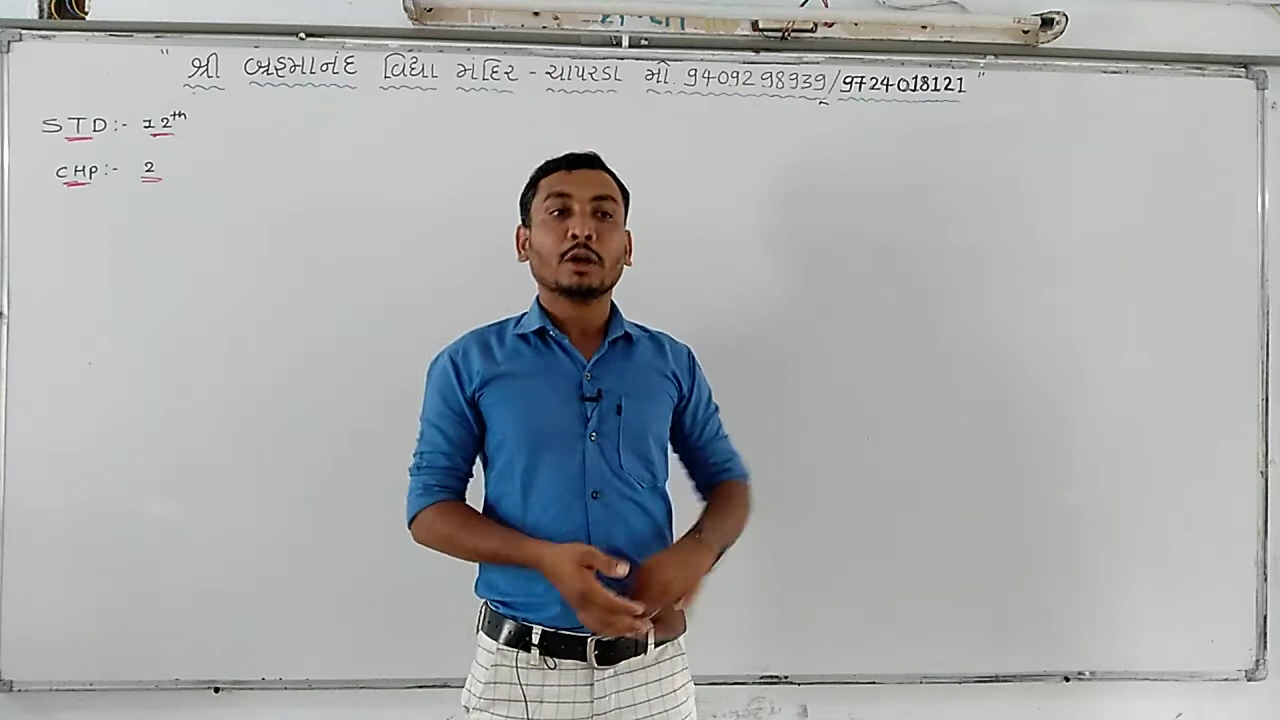 " શ્રી બ્રહ્માનંદ વિદ્યા મંદિર - ચાપરડા મો. 9409298939/9724018121 "
STD:- 12th
CHP:- 2